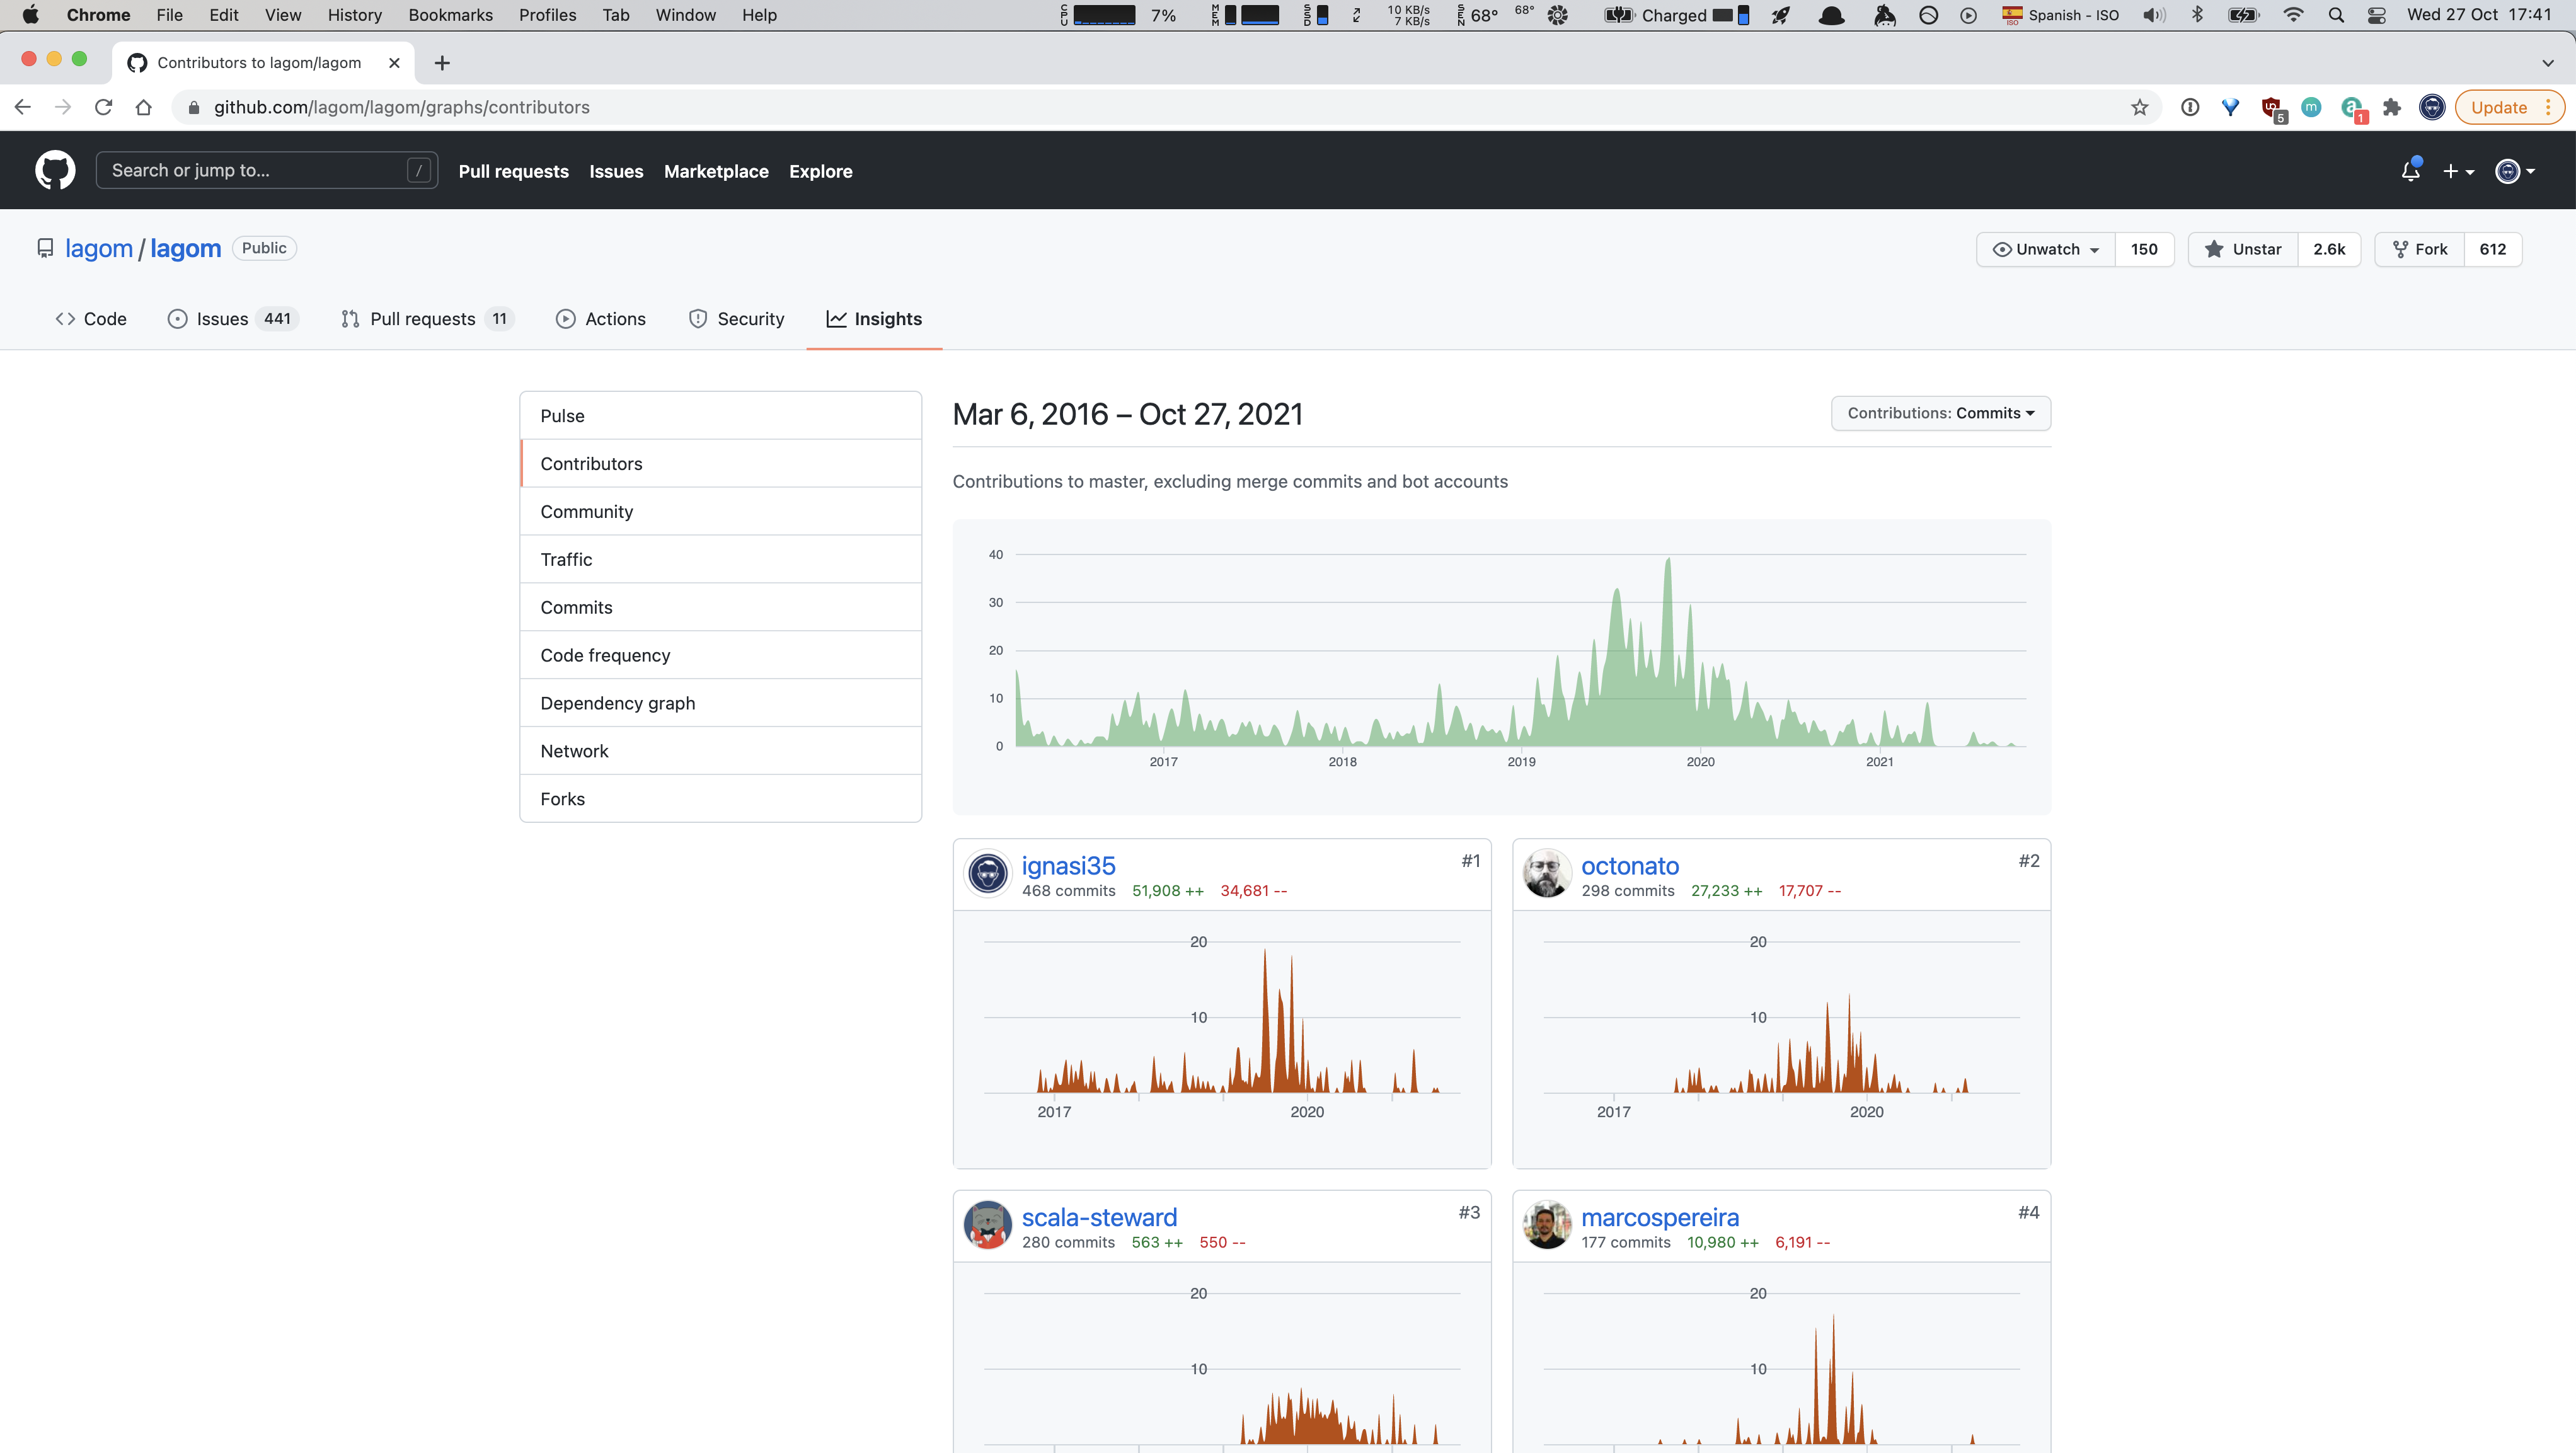 Chrome File Edit View History Bookmarks Profiles Tab Window Help CPU 7% MEM SSD 10 KB/s 7 KB/s SEN 68° 68° Charged ISO Spanish - ISO Wed 27 Oct 17:41
Contributors to lagom/lagom
github.com/lagom/lagom/graphs/contributors 5 m a 1 Update
Search or jump to... / Pull requests Issues Marketplace Explore
lagom / lagom Public Unwatch 150 Unstar 2.6k Fork 612
Code Issues 441 Pull requests 11 Actions Security Insights
Pulse
Contributors
Community
Traffic
Commits
Code frequency
Dependency graph
Network
Forks
Mar 6, 2016 – Oct 27, 2021 Contributions: Commits
Contributions to master, excluding merge commits and bot accounts
40
30
20
10
0
2017 2018 2019 2020 2021
ignasi35 #1
468 commits 51,908 ++ 34,681 --
20
10
2017 2020
octonato #2
298 commits 27,233 ++ 17,707 --
20
10
2017 2020
scala-steward #3
280 commits 563 ++ 550 --
20
10
marcospereira #4
177 commits 10,980 ++ 6,191 --
20
10